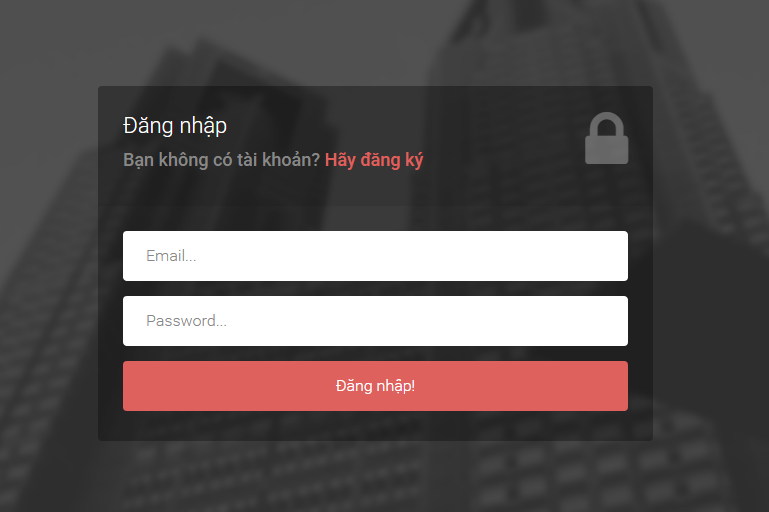 Đăng nhập
Bạn không có tài khoản? Hãy đăng ký
Email...
Password...
Đăng nhập!